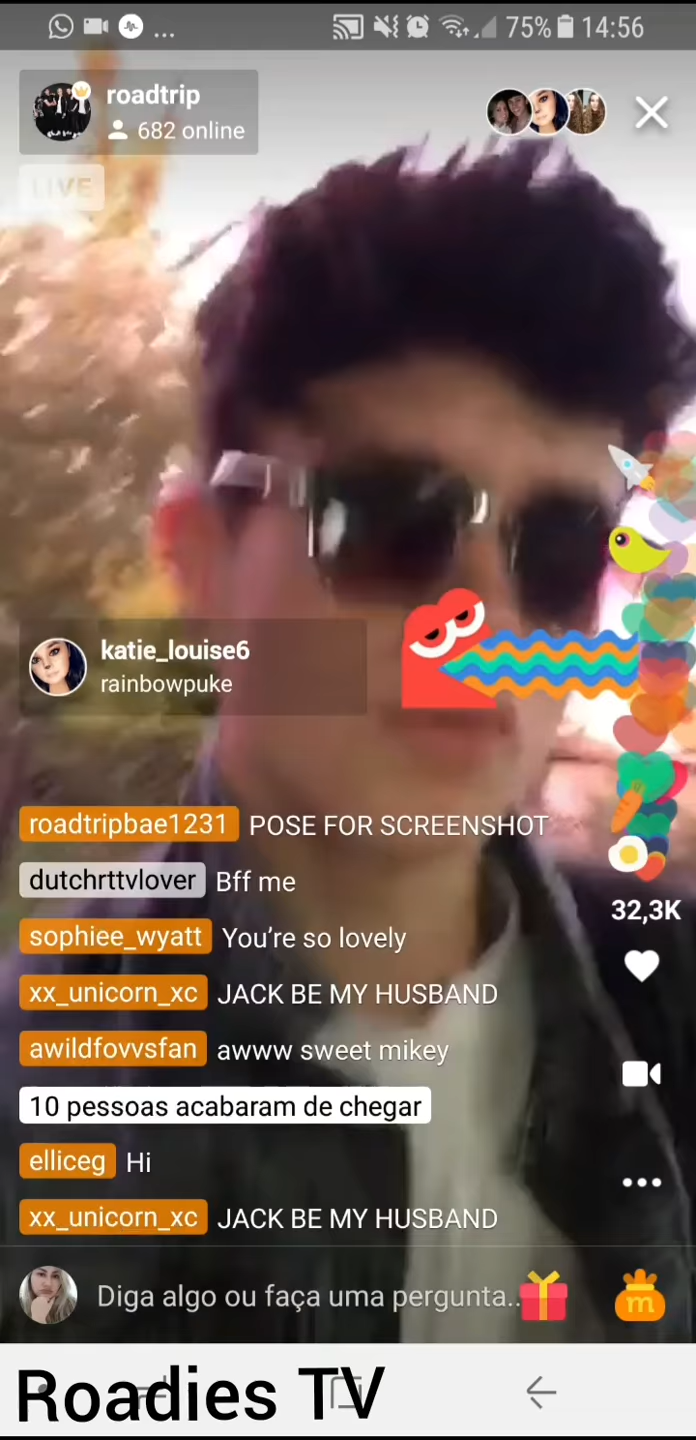 75% 14:56
roadtrip
682 online
LIVE
katie_louise6
rainbowpuke
roadtripbae1231 POSE FOR SCREENSHOT
dutchrttvlover Bff me
sophiee_wyatt You're so lovely
32,3K
xx_unicorn_xc JACK BE MY HUSBAND
awildfovvsfan awww sweet mikey
10 pessoas acabaram de chegar
elliceg Hi
xx_unicorn_xc JACK BE MY HUSBAND
Diga algo ou faça uma pergunta..
m
Roadies TV